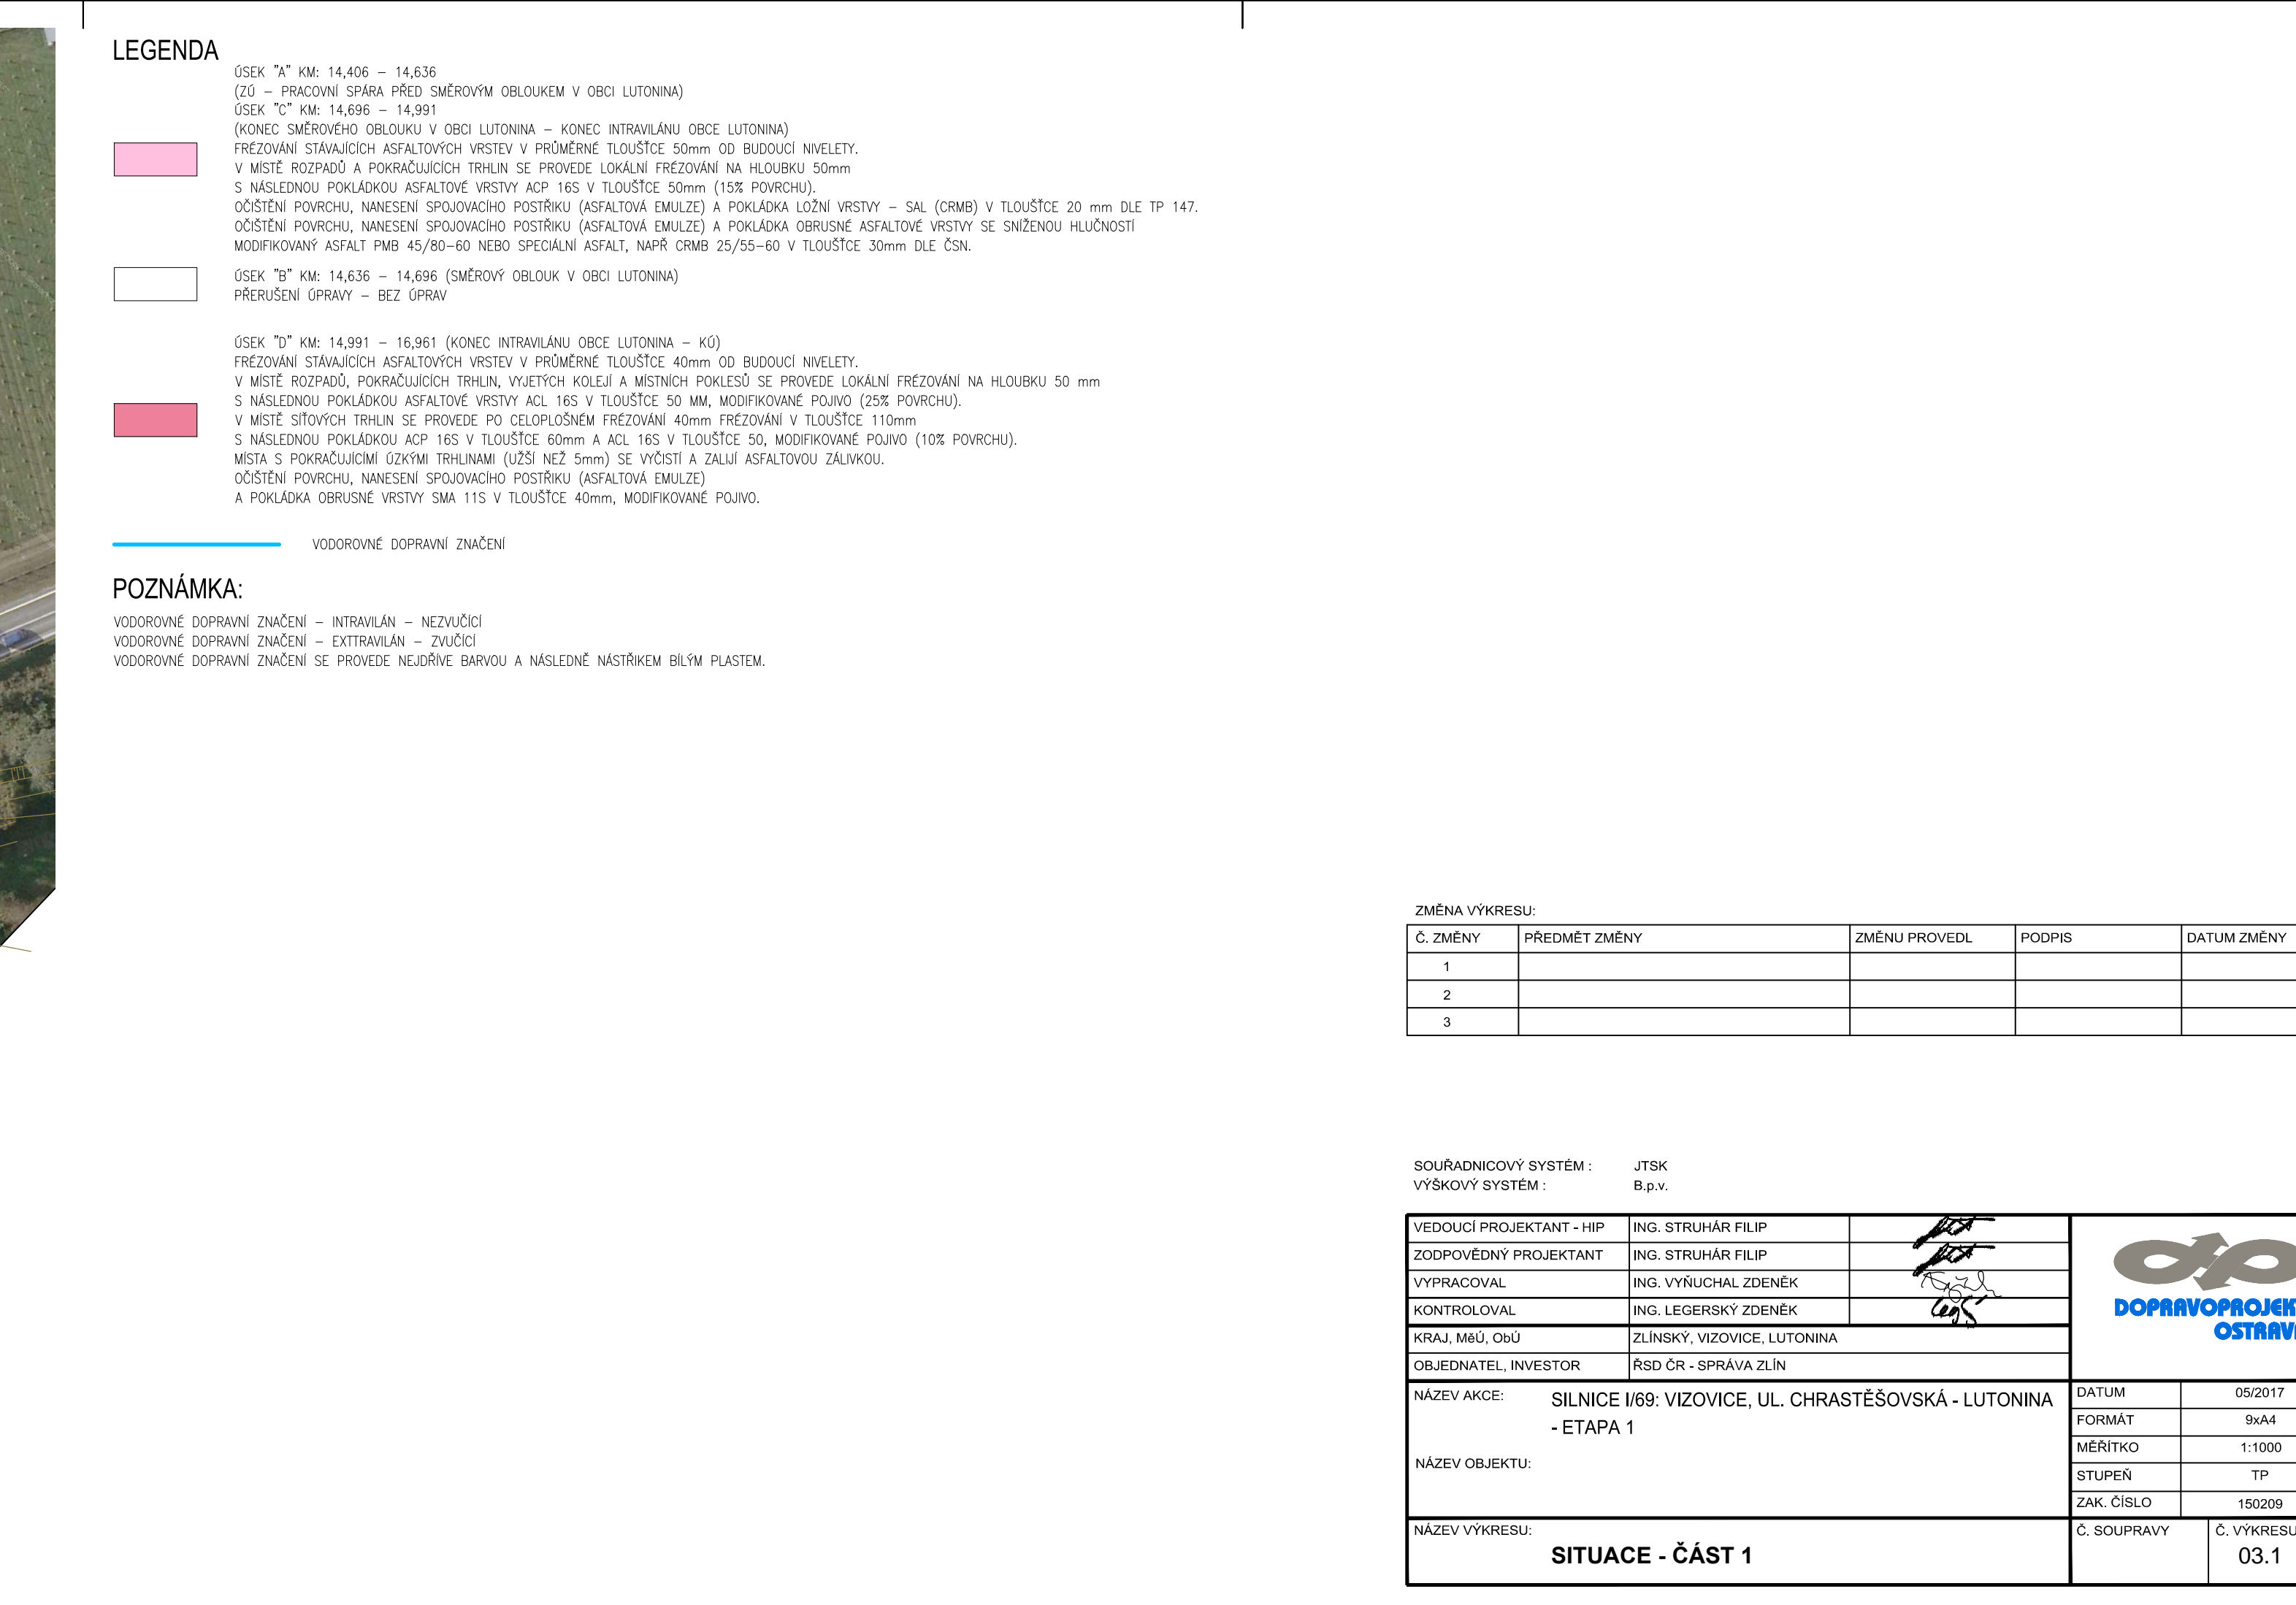 LEGENDA
ÚSEK "A" KM: 14,406 – 14,636
(ZÚ – PRACOVNÍ SPÁRA PŘED SMĚROVÝM OBLOUKEM V OBCI LUTONINA)
ÚSEK "C" KM: 14,696 – 14,991
(KONEC SMĚROVÉHO OBLOUKU V OBCI LUTONINA – KONEC INTRAVILÁNU OBCE LUTONINA)
FRÉZOVÁNÍ STÁVAJÍCÍCH ASFALTOVÝCH VRSTEV V PRŮMĚRNÉ TLOUŠŤCE 50mm OD BUDOUCÍ NIVELETY.
V MÍSTĚ ROZPADŮ A POKRAČUJÍCÍCH TRHLIN SE PROVEDE LOKÁLNÍ FRÉZOVÁNÍ NA HLOUBKU 50mm
S NÁSLEDNOU POKLÁDKOU ASFALTOVÉ VRSTVY ACP 16S V TLOUŠŤCE 50mm (15% POVRCHU).
OČIŠTĚNÍ POVRCHU, NANESENÍ SPOJOVACÍHO POSTŘIKU (ASFALTOVÁ EMULZE) A POKLÁDKA LOŽNÍ VRSTVY – SAL (CRMB) V TLOUŠŤCE 20 mm DLE TP 147.
OČIŠTĚNÍ POVRCHU, NANESENÍ SPOJOVACÍHO POSTŘIKU (ASFALTOVÁ EMULZE) A POKLÁDKA OBRUSNÉ ASFALTOVÉ VRSTVY SE SNÍŽENOU HLUČNOSTÍ
MODIFIKOVANÝ ASFALT PMB 45/80–60 NEBO SPECIÁLNÍ ASFALT, NAPŘ CRMB 25/55–60 V TLOUŠŤCE 30mm DLE ČSN.
ÚSEK "B" KM: 14,636 – 14,696 (SMĚROVÝ OBLOUK V OBCI LUTONINA)
PŘERUŠENÍ ÚPRAVY – BEZ ÚPRAV
ÚSEK "D" KM: 14,991 – 16,961 (KONEC INTRAVILÁNU OBCE LUTONINA – KÚ)
FRÉZOVÁNÍ STÁVAJÍCÍCH ASFALTOVÝCH VRSTEV V PRŮMĚRNÉ TLOUŠŤCE 40mm OD BUDOUCÍ NIVELETY.
V MÍSTĚ ROZPADŮ, POKRAČUJÍCÍCH TRHLIN, VYJETÝCH KOLEJÍ A MÍSTNÍCH POKLESŮ SE PROVEDE LOKÁLNÍ FRÉZOVÁNÍ NA HLOUBKU 50 mm
S NÁSLEDNOU POKLÁDKOU ASFALTOVÉ VRSTVY ACL 16S V TLOUŠŤCE 50 MM, MODIFIKOVANÉ POJIVO (25% POVRCHU).
V MÍSTĚ SÍŤOVÝCH TRHLIN SE PROVEDE PO CELOPLOŠNÉM FRÉZOVÁNÍ 40mm FRÉZOVÁNÍ V TLOUŠŤCE 110mm
S NÁSLEDNOU POKLÁDKOU ACP 16S V TLOUŠŤCE 60mm A ACL 16S V TLOUŠŤCE 50, MODIFIKOVANÉ POJIVO (10% POVRCHU).
MÍSTA S POKRAČUJÍCÍMÍ ÚZKÝMI TRHLINAMI (UŽŠÍ NEŽ 5mm) SE VYČISTÍ A ZALIJÍ ASFALTOVOU ZÁLIVKOU.
OČIŠTĚNÍ POVRCHU, NANESENÍ SPOJOVACÍHO POSTŘIKU (ASFALTOVÁ EMULZE)
A POKLÁDKA OBRUSNÉ VRSTVY SMA 11S V TLOUŠŤCE 40mm, MODIFIKOVANÉ POJIVO.
VODOROVNÉ DOPRAVNÍ ZNAČENÍ
POZNÁMKA:
VODOROVNÉ DOPRAVNÍ ZNAČENÍ – INTRAVILÁN – NEZVUČÍCÍ
VODOROVNÉ DOPRAVNÍ ZNAČENÍ – EXTTRAVILÁN – ZVUČÍCÍ
VODOROVNÉ DOPRAVNÍ ZNAČENÍ SE PROVEDE NEJDŘÍVE BARVOU A NÁSLEDNĚ NÁSTŘIKEM BÍLÝM PLASTEM.
ZMĚNA VÝKRESU:
Č. ZMĚNY PŘEDMĚT ZMĚNY ZMĚNU PROVEDL PODPIS DATUM ZMĚNY
1
2
3
SOUŘADNICOVÝ SYSTÉM : JTSK
VÝŠKOVÝ SYSTÉM : B.p.v.
VEDOUCÍ PROJEKTANT - HIP ING. STRUHÁR FILIP
ZODPOVĚDNÝ PROJEKTANT ING. STRUHÁR FILIP
VYPRACOVAL ING. VYŇUCHAL ZDENĚK
KONTROLOVAL ING. LEGERSKÝ ZDENĚK
KRAJ, MěÚ, ObÚ ZLÍNSKÝ, VIZOVICE, LUTONINA
OBJEDNATEL, INVESTOR ŘSD ČR - SPRÁVA ZLÍN
DOPRAVOPROJEK
OSTRAV
NÁZEV AKCE: SILNICE I/69: VIZOVICE, UL. CHRASTĚŠOVSKÁ - LUTONINA
- ETAPA 1
NÁZEV OBJEKTU:
DATUM 05/2017
FORMÁT 9xA4
MĚŘÍTKO 1:1000
STUPEŇ TP
ZAK. ČÍSLO 150209
NÁZEV VÝKRESU:
SITUACE - ČÁST 1
Č. SOUPRAVY Č. VÝKRESU
03.1